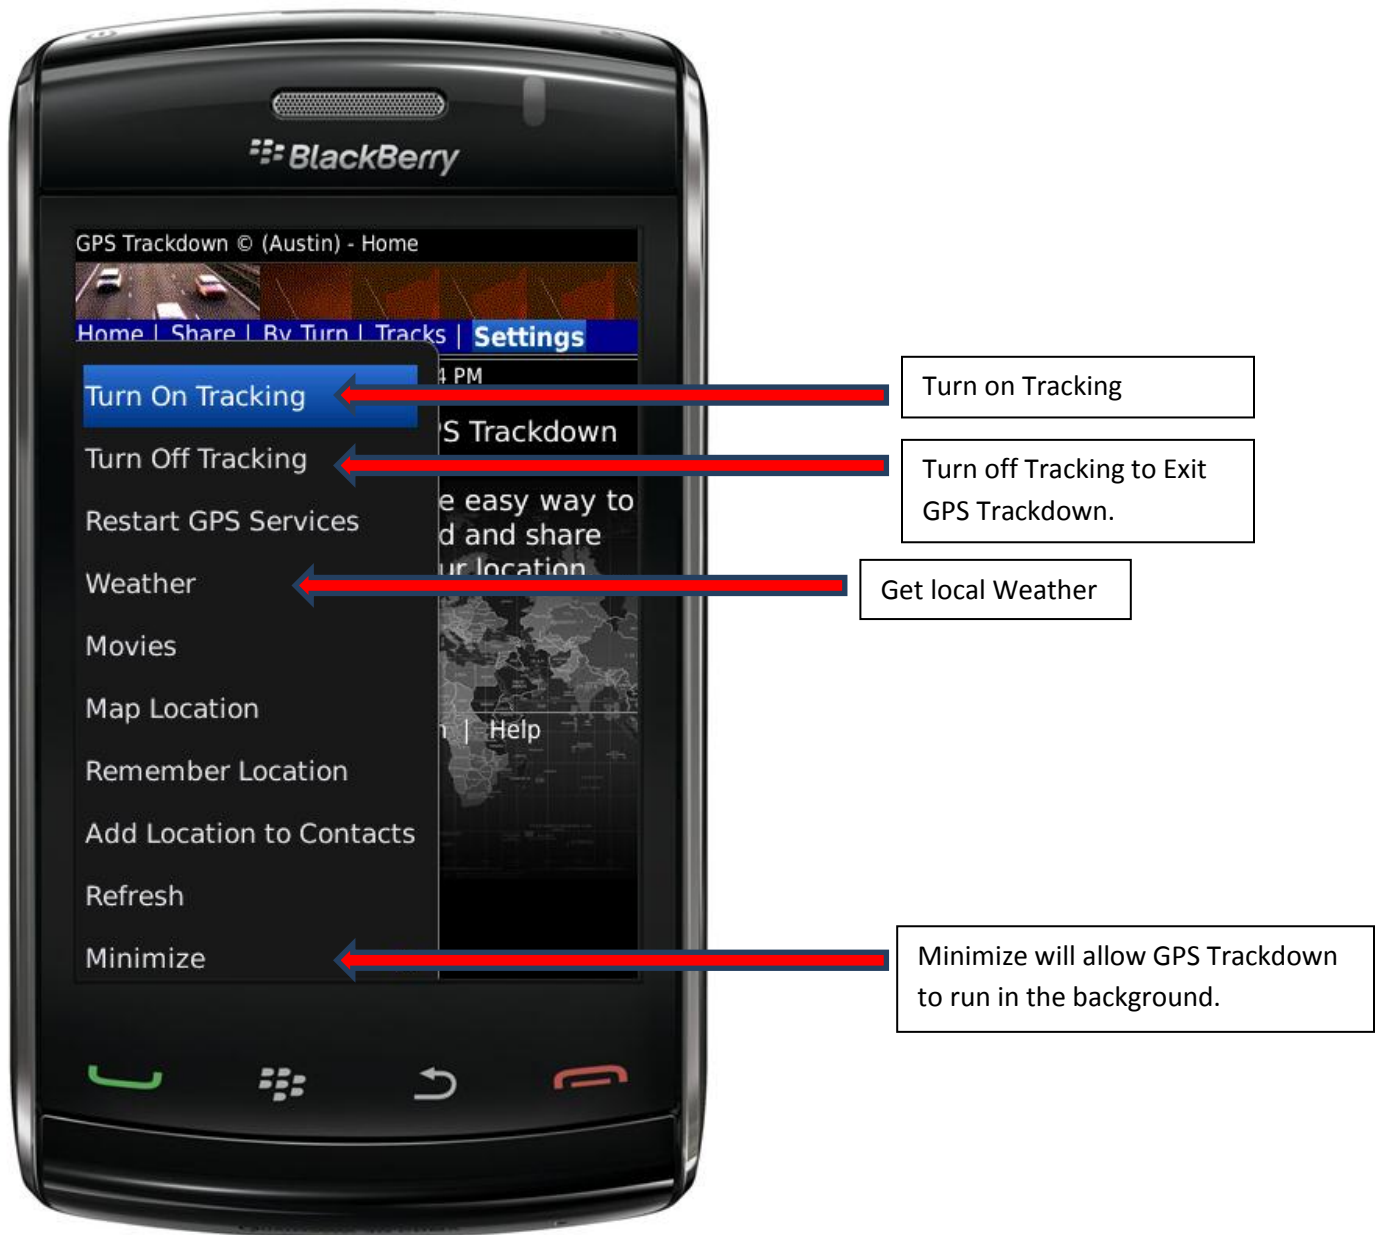 BlackBerry
GPS Trackdown © (Austin) - Home
Home | Share | By Turn | Tracks | Settings
4 PM
Turn On Tracking
Turn on Tracking
S Trackdown
Turn Off Tracking
Turn off Tracking to Exit
GPS Trackdown.
e easy way to
Restart GPS Services
d and share
ur location
Weather
Get local Weather
Movies
Map Location
| Help
Remember Location
Add Location to Contacts
Refresh
Minimize
Minimize will allow GPS Trackdown
to run in the background.